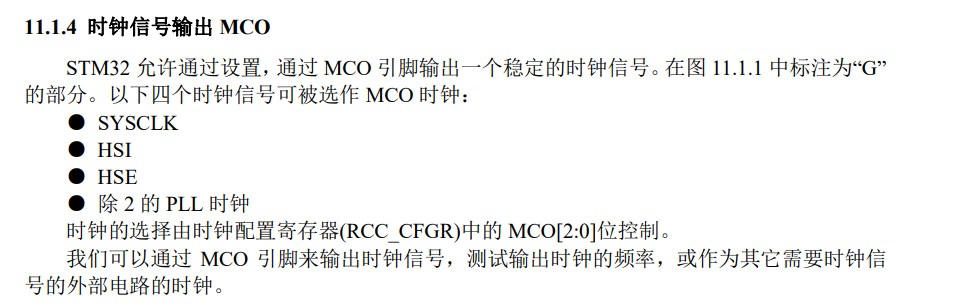 11.1.4 时钟信号输出 MCO
STM32 允许通过设置，通过 MCO 引脚输出一个稳定的时钟信号。在图 11.1.1 中标注为“G”
的部分。以下四个时钟信号可被选作 MCO 时钟：
● SYSCLK
● HSI
● HSE
● 除 2 的 PLL 时钟
时钟的选择由时钟配置寄存器(RCC_CFGR)中的 MCO[2:0]位控制。
我们可以通过 MCO 引脚来输出时钟信号，测试输出时钟的频率，或作为其它需要时钟信
号的外部电路的时钟。